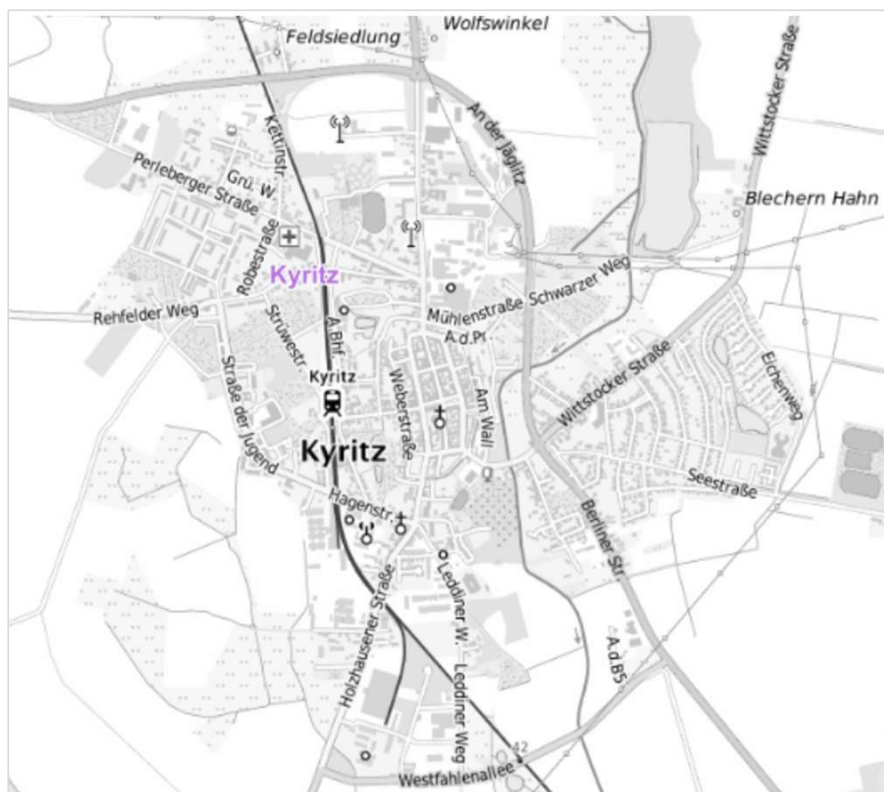 Wolfswinkel
Feldsiedlung
Wittstocker Straße
An der Jäglitz
Kettinstr.
Perleberger Straße
Grü. W
Blechern Hahn
Robestraße
Kyritz
Schwarzer Weg
Mühlenstraße
Rehfelder Weg
A.d.Pr.
Strüwestr.
A.Bhf.
Wittstocker Straße
Eichenweg
Kyritz
Weberstraße
Am Wall
Straße der Jugend
Kyritz
Seestraße
Hagenstr.
Berliner Str.
Leddiner W.
Holzhausener Straße
A.d.B5
Leddiner Weg
42
Westfahlenallee